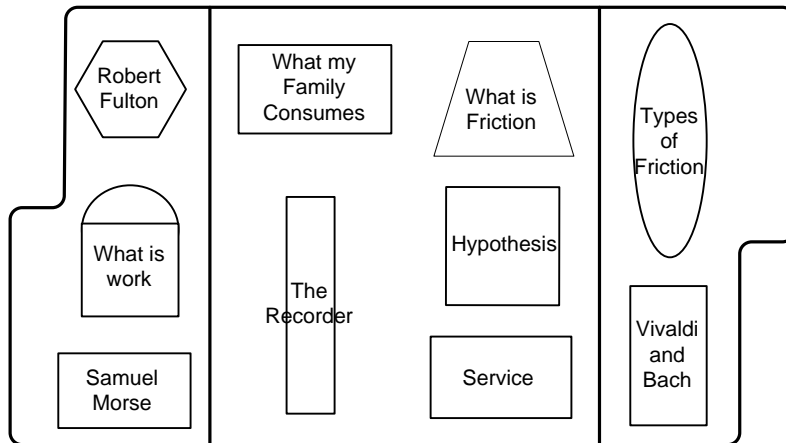 Robert
Fulton
What is
work
Samuel
Morse
What my
Family
Consumes
The
Recorder
What is
Friction
Hypothesis
Service
Types
of
Friction
Vivaldi
and
Bach